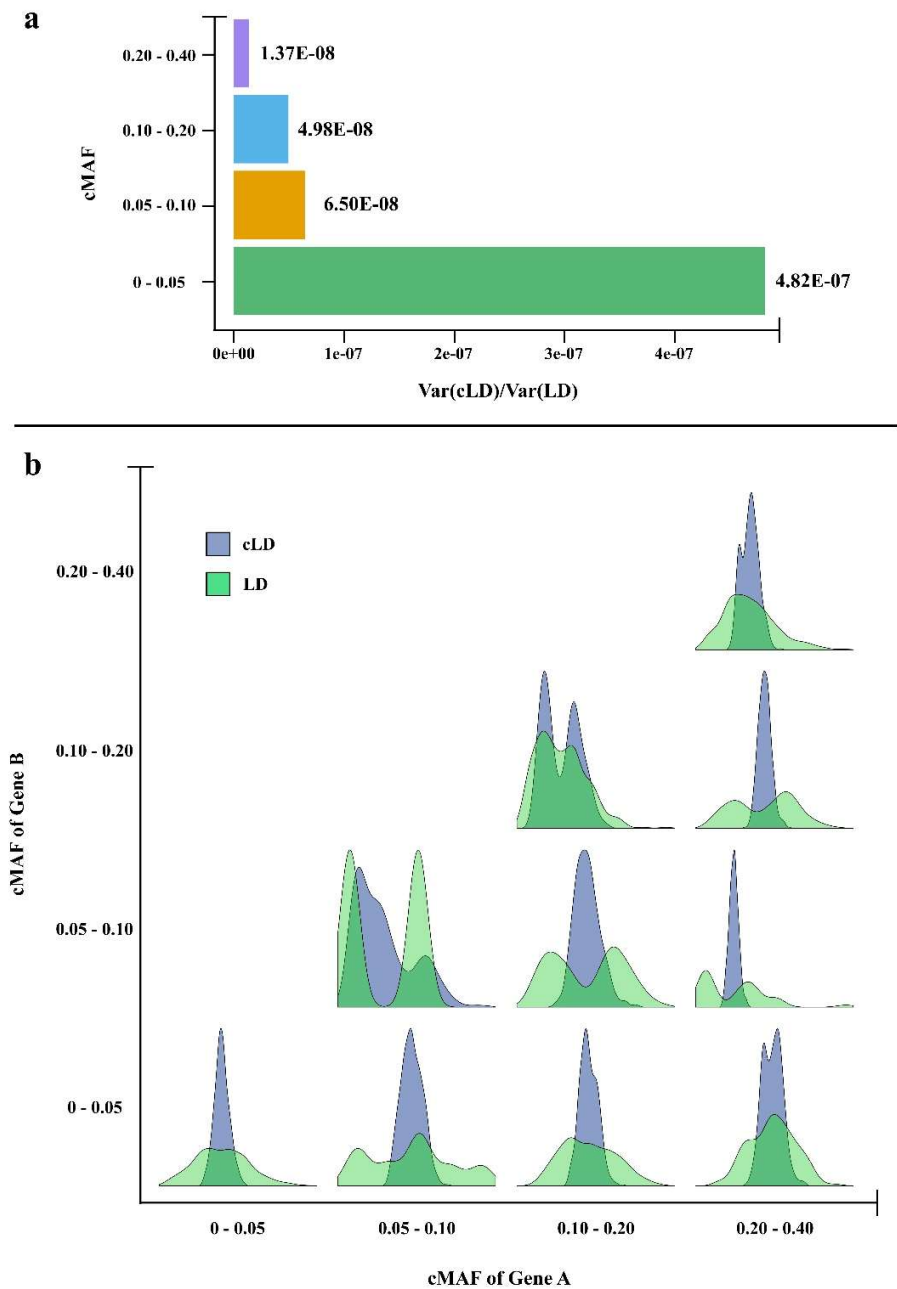 a
0.20 - 0.40
1.37E-08
0.10 - 0.20
4.98E-08
cMAF
0.05 - 0.10
6.50E-08
0 - 0.05
4.82E-07
0e+00 1e-07 2e-07 3e-07 4e-07
Var(cLD)/Var(LD)
b
cLD
LD
0.20 - 0.40
0.10 - 0.20
cMAF of Gene B
0.05 - 0.10
0 - 0.05
0 - 0.05 0.05 - 0.10 0.10 - 0.20 0.20 - 0.40
cMAF of Gene A